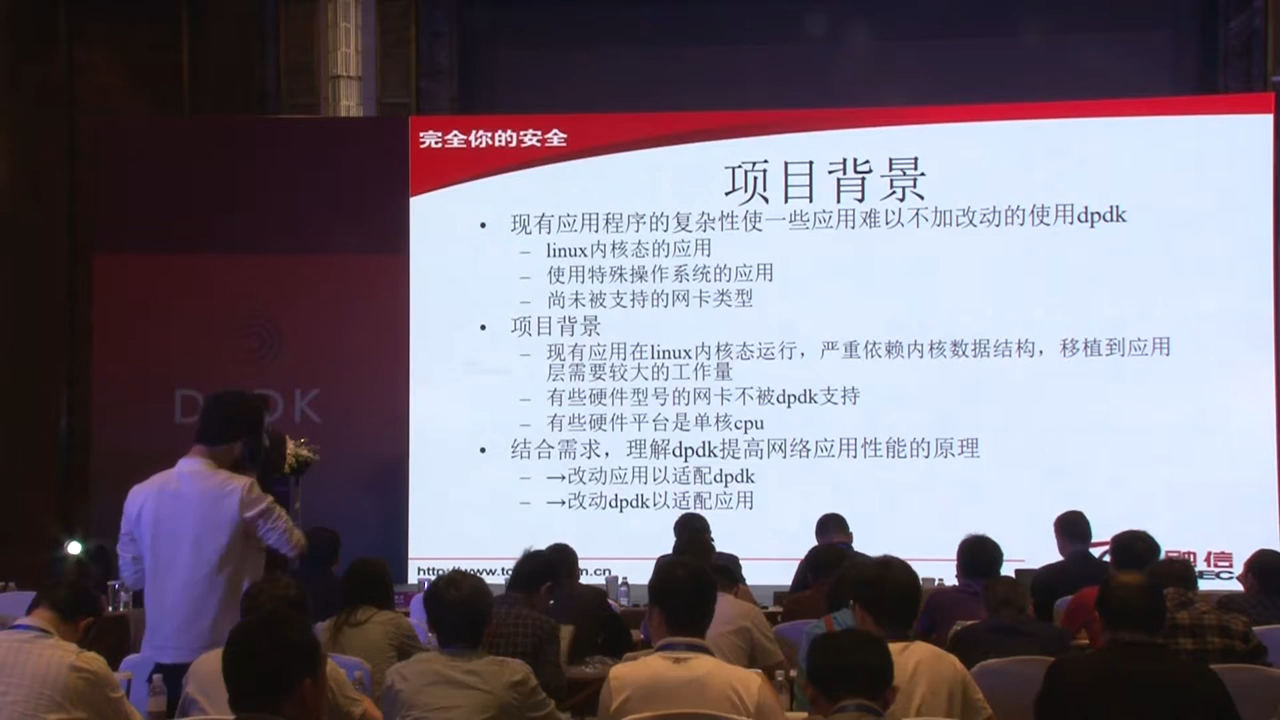 完全你的安全
项目背景
• 现有应用程序的复杂性使一些应用难以不加改动的使用dpdk
– linux内核态的应用
– 使用特殊操作系统的应用
– 尚未被支持的网卡类型
• 项目背景
– 现有应用在linux内核态运行，严重依赖内核数据结构，移植到应用
层需要较大的工作量
– 有些硬件型号的网卡不被dpdk支持
– 有些硬件平台是单核cpu
• 结合需求，理解dpdk提高网络应用性能的原理
– →改动应用以适配dpdk
– →改动dpdk以适配应用
DPDK